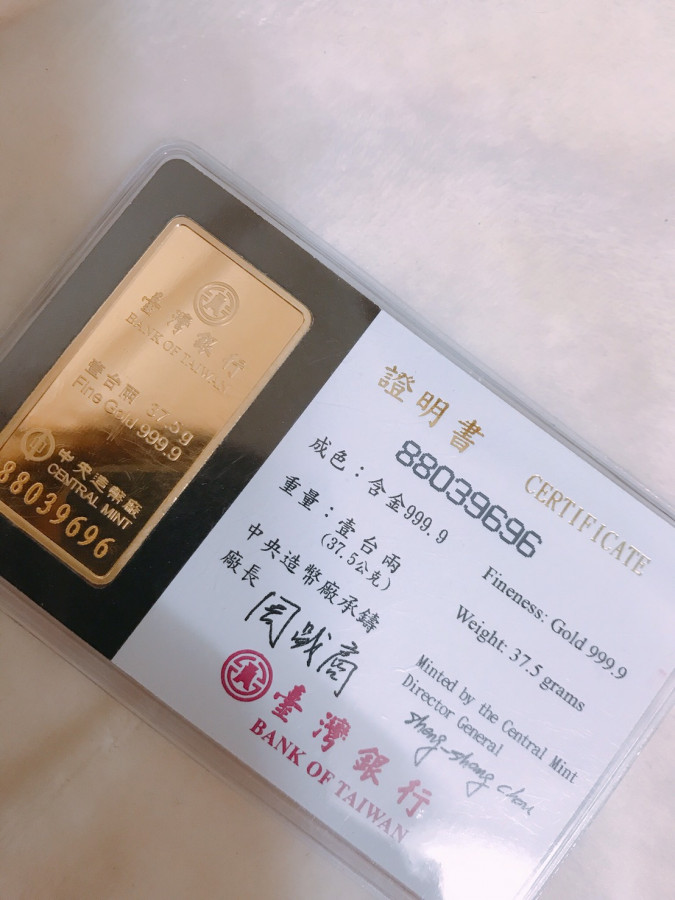 臺灣銀行
BANK OF TAIWAN
壹台兩 37.5g
Fine Gold 999.9
中央造幣廠
CENTRAL MINT
88039696
證明書
CERTIFICATE
88039696
成色：含金999.9
Fineness: Gold 999.9
重量：壹台兩
(37.5公克)
Weight: 37.5 grams
中央造幣廠承鑄
廠長
Minted by the Central Mint
Director General
sheng-shang chou
臺灣銀行
BANK OF TAIWAN